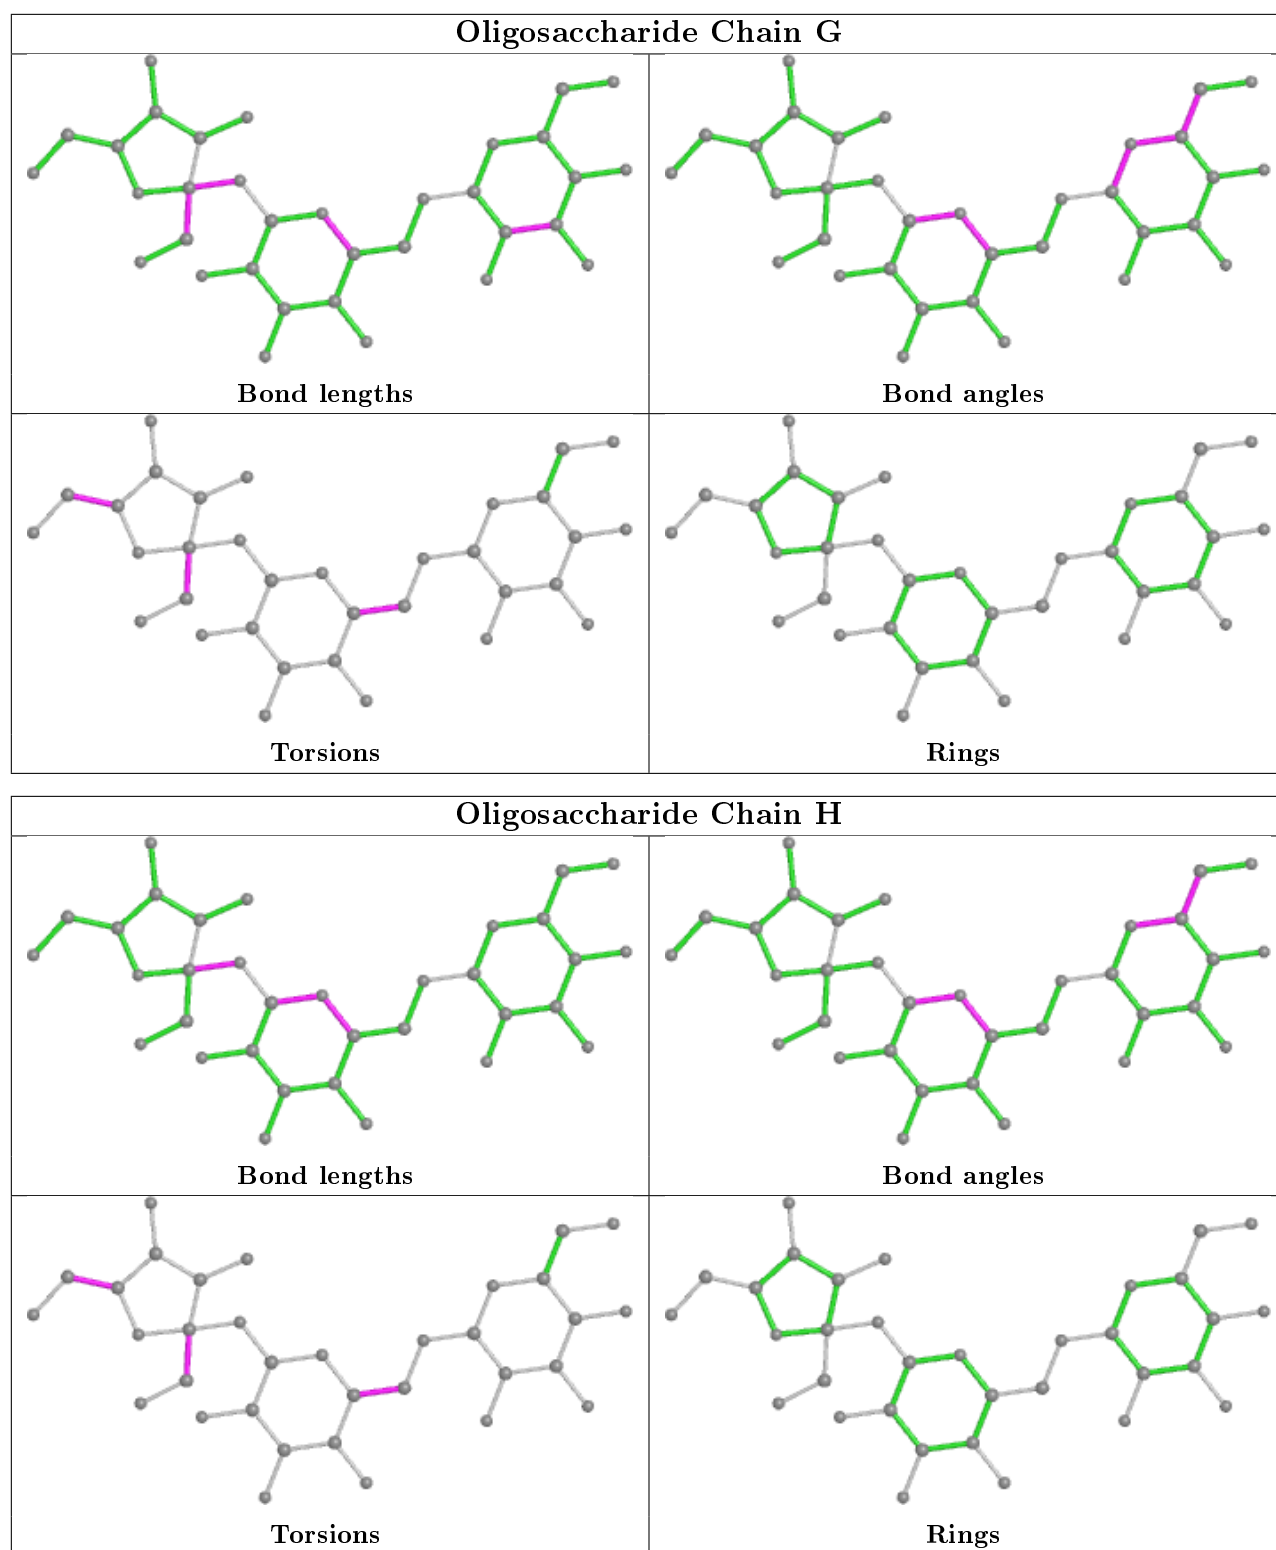 Oligosaccharide Chain G
Bond lengths
Bond angles
Torsions
Rings
Oligosaccharide Chain H
Bond lengths
Bond angles
Torsions
Rings